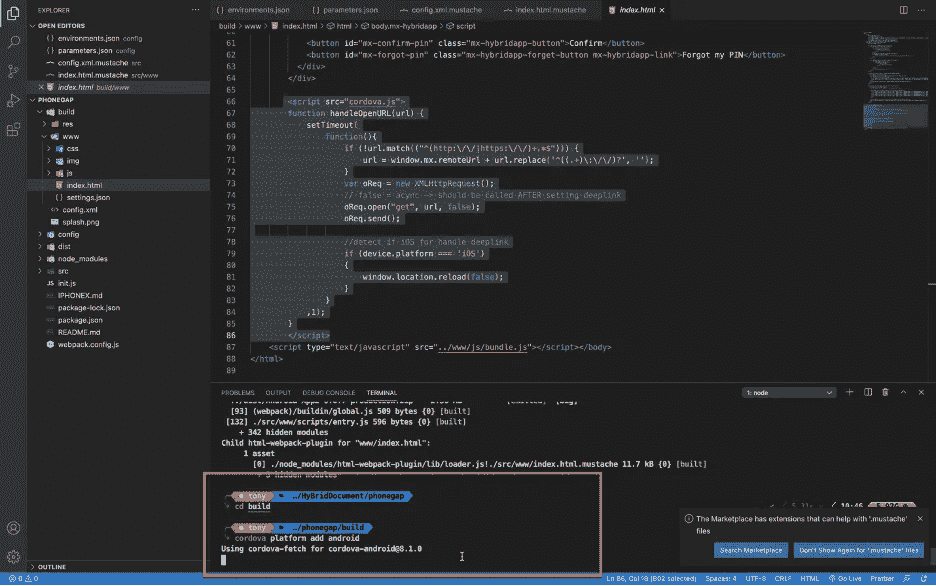 EXPLORER
OPEN EDITORS
environments.json config
parameters.json config
config.xml.mustache src
index.html.mustache src/www
index.html build/www
PHONEGAP
build
res
www
css
img
js
index.html
settings.json
config.xml
splash.png
config
dist
node_modules
src
init.js
IPHONEX.md
package-lock.json
package.json
README.md
webpack.config.js
OUTLINE
environments.json
parameters.json
config.xml.mustache
index.html.mustache
index.html
build > www > index.html > html > body.mx-hybridapp > script
61 <button id="mx-confirm-pin" class="mx-hybridapp-button">Confirm</button>
62 <button id="mx-forgot-pin" class="mx-hybridapp-forget-button mx-hybridapp-link">Forgot my PIN</button>
63 </div>
64 </div>
65
66 <script src="cordova.js">
67 function handleOpenURL(url) {
68 setTimeout(
69 function(){
70 if (!url.match(("^(http:\/\/|https:\/\/)+.*$"))) {
71 url = window.mx.remoteUrl + url.replace('^((.+)\:\/\/)?', '');
72 }
73 var oReq = new XMLHttpRequest();
74 // false = async -> should be called AFTER setting deeplink
75 oReq.open("get", url, false);
76 oReq.send();
77
78 //detect if iOS for handle deeplink
79 if (device.platform === 'iOS')
80 {
81 window.location.reload(false);
82 }
83 }
84 ,1);
85 }
86 </script>
87 <script type="text/javascript" src="../www/js/bundle.js"></script></body>
88 </html>
89
PROBLEMS OUTPUT DEBUG CONSOLE TERMINAL
1: node
[93] (webpack)/buildin/global.js 509 bytes {0} [built]
[132] ./src/www/scripts/entry.js 596 bytes {0} [built]
+ 342 hidden modules
Child html-webpack-plugin for "www/index.html":
1 asset
[0] ./node_modules/html-webpack-plugin/lib/loader.js!./src/www/index.html.mustache 11.7 kB {0} [built]
+ 3 hidden modules
tony ../HyBridDocument/phonegap
cd build
tony ../phonegap/build
cordova platform add android
Using cordova-fetch for cordova-android@8.1.0
The Marketplace has extensions that can help with '.mustache' files
Search Marketplace
Don't Show Again for '.mustache' files
0 0
Ln 86, Col 18 (802 selected) Spaces: 4 UTF-8 CRLF HTML Go Live Prettier